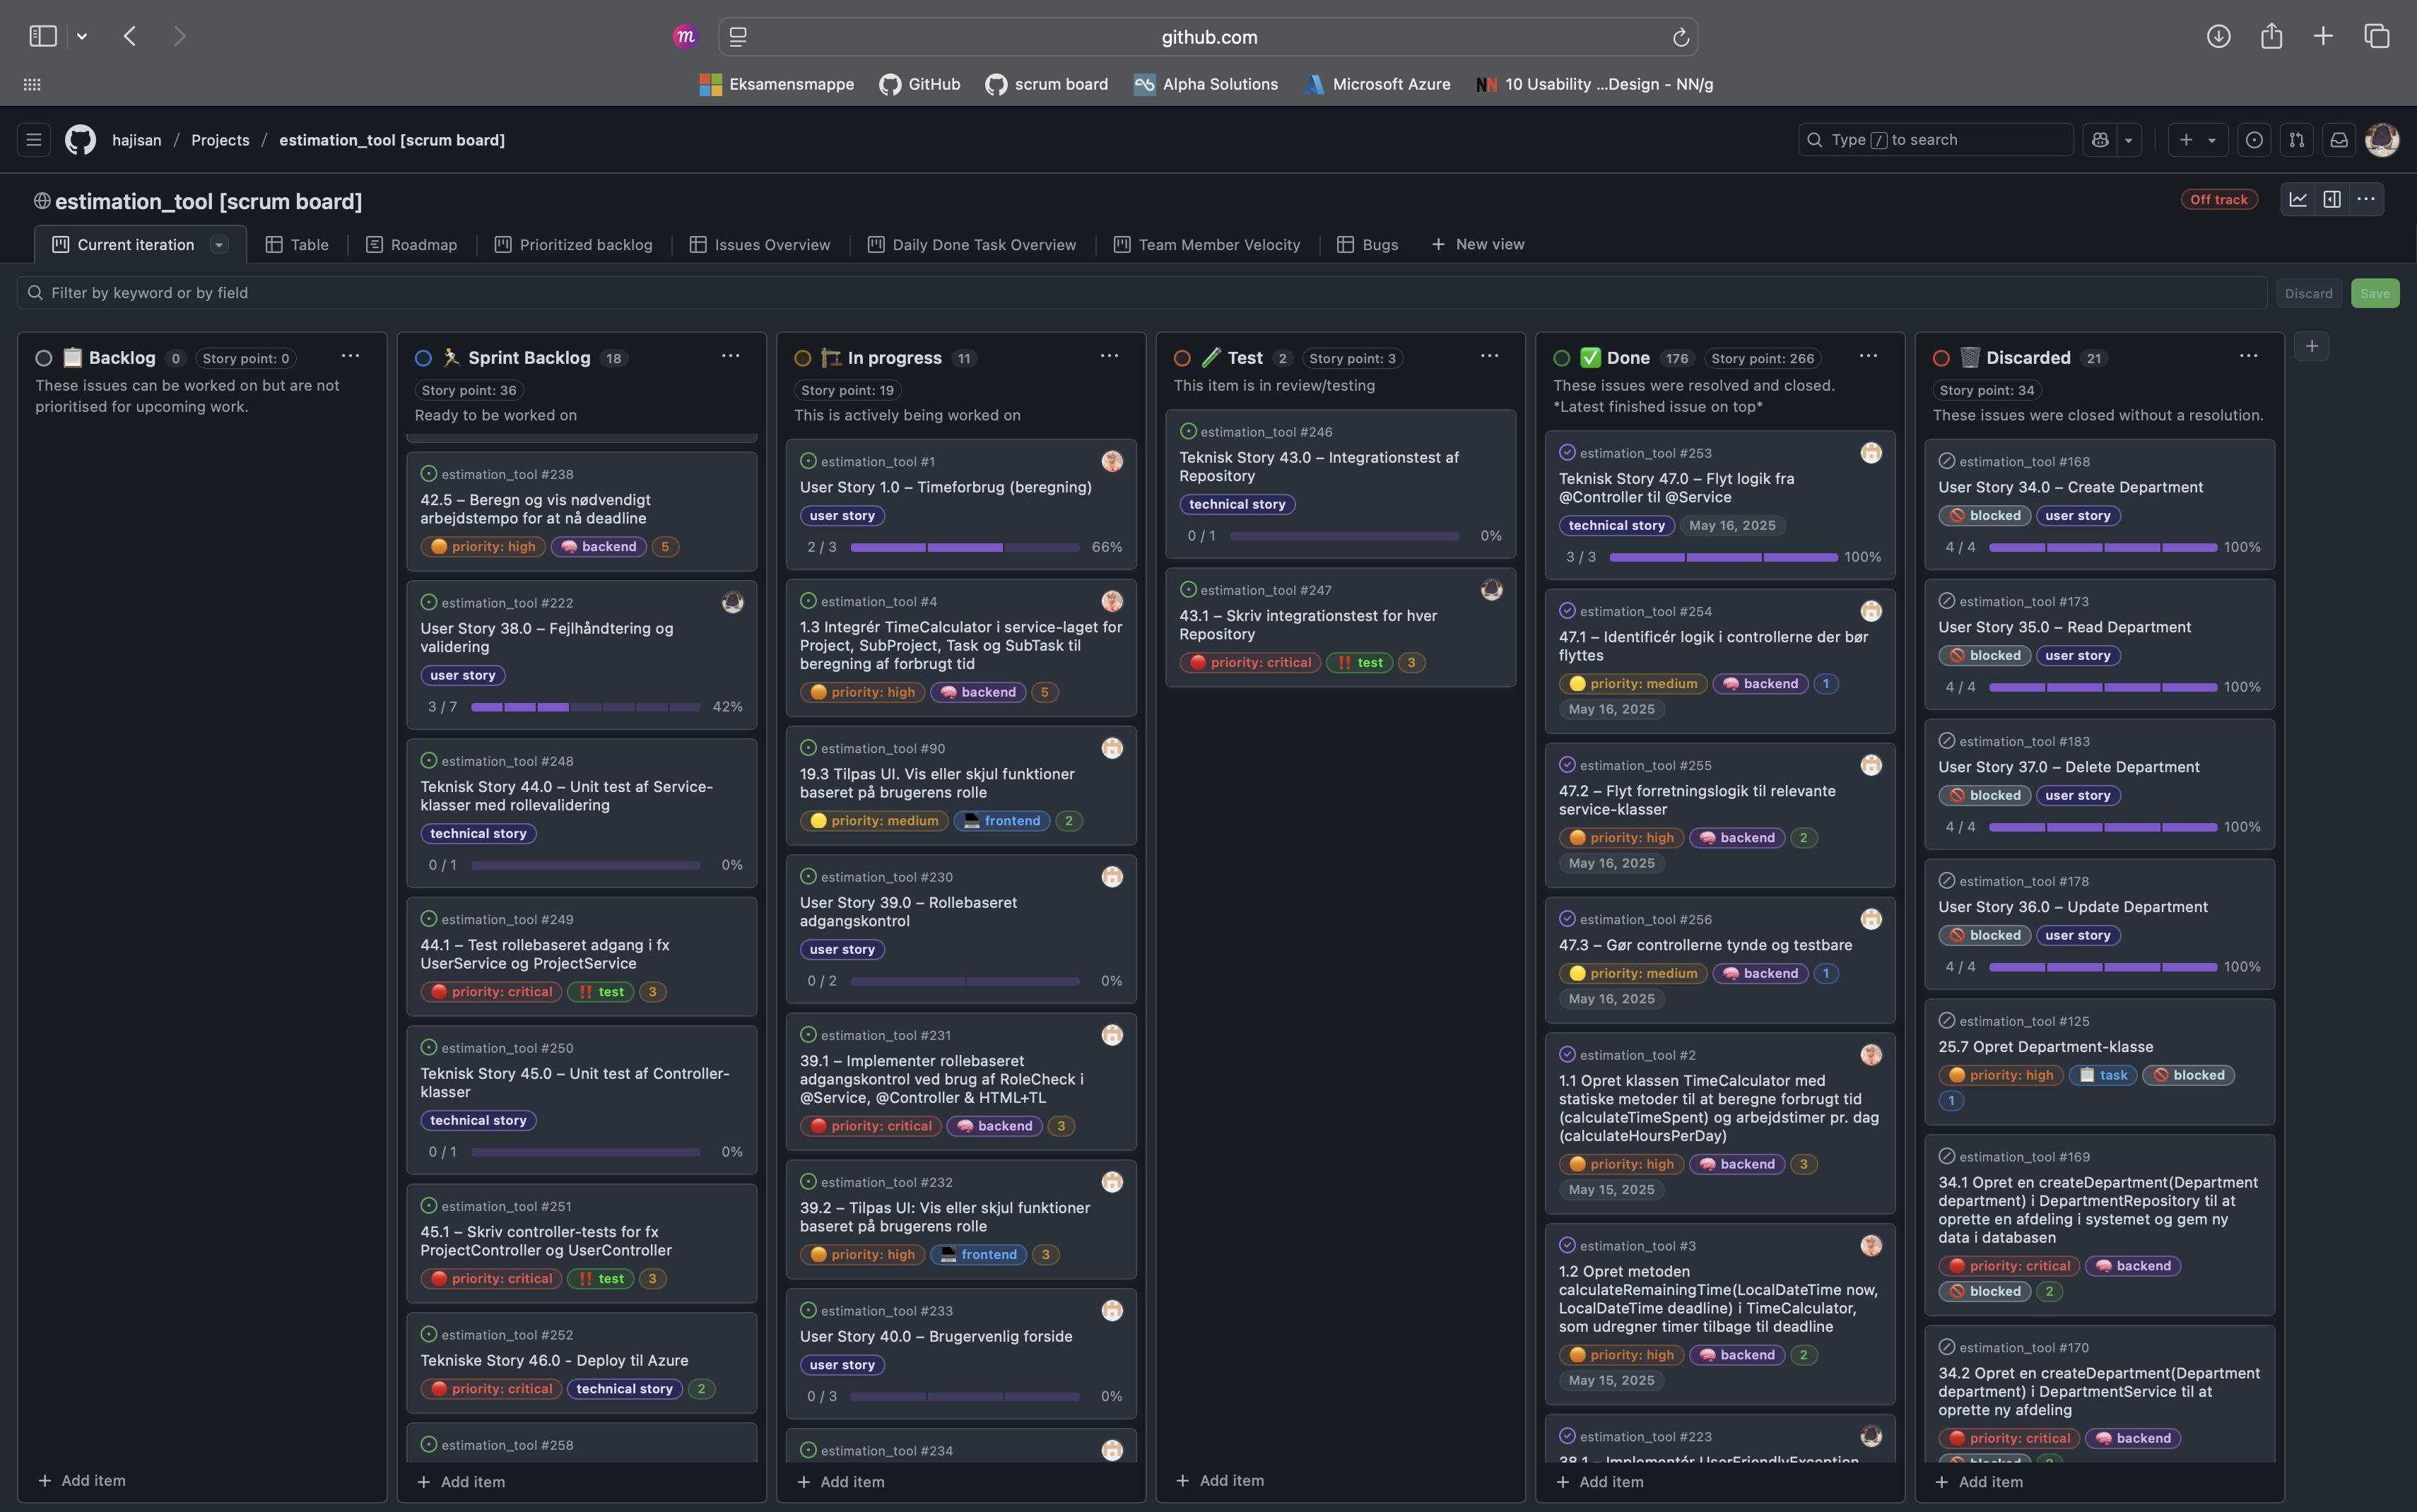 github.com
Eksamensmappe
GitHub
scrum board
Alpha Solutions
Microsoft Azure
10 Usability ...Design - NN/g
hajisan / Projects / estimation_tool [scrum board]
Type / to search
estimation_tool [scrum board]
Off track
Current iteration
Table
Roadmap
Prioritized backlog
Issues Overview
Daily Done Task Overview
Team Member Velocity
Bugs
New view
Filter by keyword or by field
Discard
Save
Backlog 0 Story point: 0
These issues can be worked on but are not
prioritised for upcoming work.
Add item
Sprint Backlog 18
Story point: 36
Ready to be worked on
estimation_tool #238
42.5 – Beregn og vis nødvendigt
arbejdstempo for at nå deadline
priority: high backend 5
estimation_tool #222
User Story 38.0 – Fejlhåndtering og
validering
user story
3 / 7 42%
estimation_tool #248
Teknisk Story 44.0 – Unit test af Service-
klasser med rollevalidering
technical story
0 / 1 0%
estimation_tool #249
44.1 – Test rollebaseret adgang i fx
UserService og ProjectService
priority: critical test 3
estimation_tool #250
Teknisk Story 45.0 – Unit test af Controller-
klasser
technical story
0 / 1 0%
estimation_tool #251
45.1 – Skriv controller-tests for fx
ProjectController og UserController
priority: critical test 3
estimation_tool #252
Tekniske Story 46.0 - Deploy til Azure
priority: critical technical story 2
estimation_tool #258
Add item
In progress 11
Story point: 19
This is actively being worked on
estimation_tool #1
User Story 1.0 – Timeforbrug (beregning)
user story
2 / 3 66%
estimation_tool #4
1.3 Integrér TimeCalculator i service-laget for
Project, SubProject, Task og SubTask til
beregning af forbrugt tid
priority: high backend 5
estimation_tool #90
19.3 Tilpas UI. Vis eller skjul funktioner
baseret på brugerens rolle
priority: medium frontend 2
estimation_tool #230
User Story 39.0 – Rollebaseret
adgangskontrol
user story
0 / 2 0%
estimation_tool #231
39.1 – Implementer rollebaseret
adgangskontrol ved brug af RoleCheck i
@Service, @Controller & HTML+TL
priority: critical backend 3
estimation_tool #232
39.2 – Tilpas UI: Vis eller skjul funktioner
baseret på brugerens rolle
priority: high frontend 3
estimation_tool #233
User Story 40.0 – Brugervenlig forside
user story
0 / 3 0%
estimation_tool #234
Add item
Test 2 Story point: 3
This item is in review/testing
estimation_tool #246
Teknisk Story 43.0 – Integrationstest af
Repository
technical story
0 / 1 0%
estimation_tool #247
43.1 – Skriv integrationstest for hver
Repository
priority: critical test 3
Add item
Done 176 Story point: 266
These issues were resolved and closed.
*Latest finished issue on top*
estimation_tool #253
Teknisk Story 47.0 – Flyt logik fra
@Controller til @Service
technical story May 16, 2025
3 / 3 100%
estimation_tool #254
47.1 – Identificér logik i controllerne der bør
flyttes
priority: medium backend 1
May 16, 2025
estimation_tool #255
47.2 – Flyt forretningslogik til relevante
service-klasser
priority: high backend 2
May 16, 2025
estimation_tool #256
47.3 – Gør controllerne tynde og testbare
priority: medium backend 1
May 16, 2025
estimation_tool #2
1.1 Opret klassen TimeCalculator med
statiske metoder til at beregne forbrugt tid
(calculateTimeSpent) og arbejdstimer pr. dag
(calculateHoursPerDay)
priority: high backend 3
May 15, 2025
estimation_tool #3
1.2 Opret metoden
calculateRemainingTime(LocalDateTime now,
LocalDateTime deadline) i TimeCalculator,
som udregner timer tilbage til deadline
priority: high backend 2
May 15, 2025
estimation_tool #223
38.1 – Implementér UserFriendlyException
Add item
Discarded 21
Story point: 34
These issues were closed without a resolution.
estimation_tool #168
User Story 34.0 – Create Department
blocked user story
4 / 4 100%
estimation_tool #173
User Story 35.0 – Read Department
blocked user story
4 / 4 100%
estimation_tool #183
User Story 37.0 – Delete Department
blocked user story
4 / 4 100%
estimation_tool #178
User Story 36.0 – Update Department
blocked user story
4 / 4 100%
estimation_tool #125
25.7 Opret Department-klasse
priority: high task blocked
1
estimation_tool #169
34.1 Opret en createDepartment(Department
department) i DepartmentRepository til at
oprette en afdeling i systemet og gem ny
data i databasen
priority: critical backend
blocked 2
estimation_tool #170
34.2 Opret en createDepartment(Department
department) i DepartmentService til at
oprette ny afdeling
priority: critical backend
blocked 2
Add item